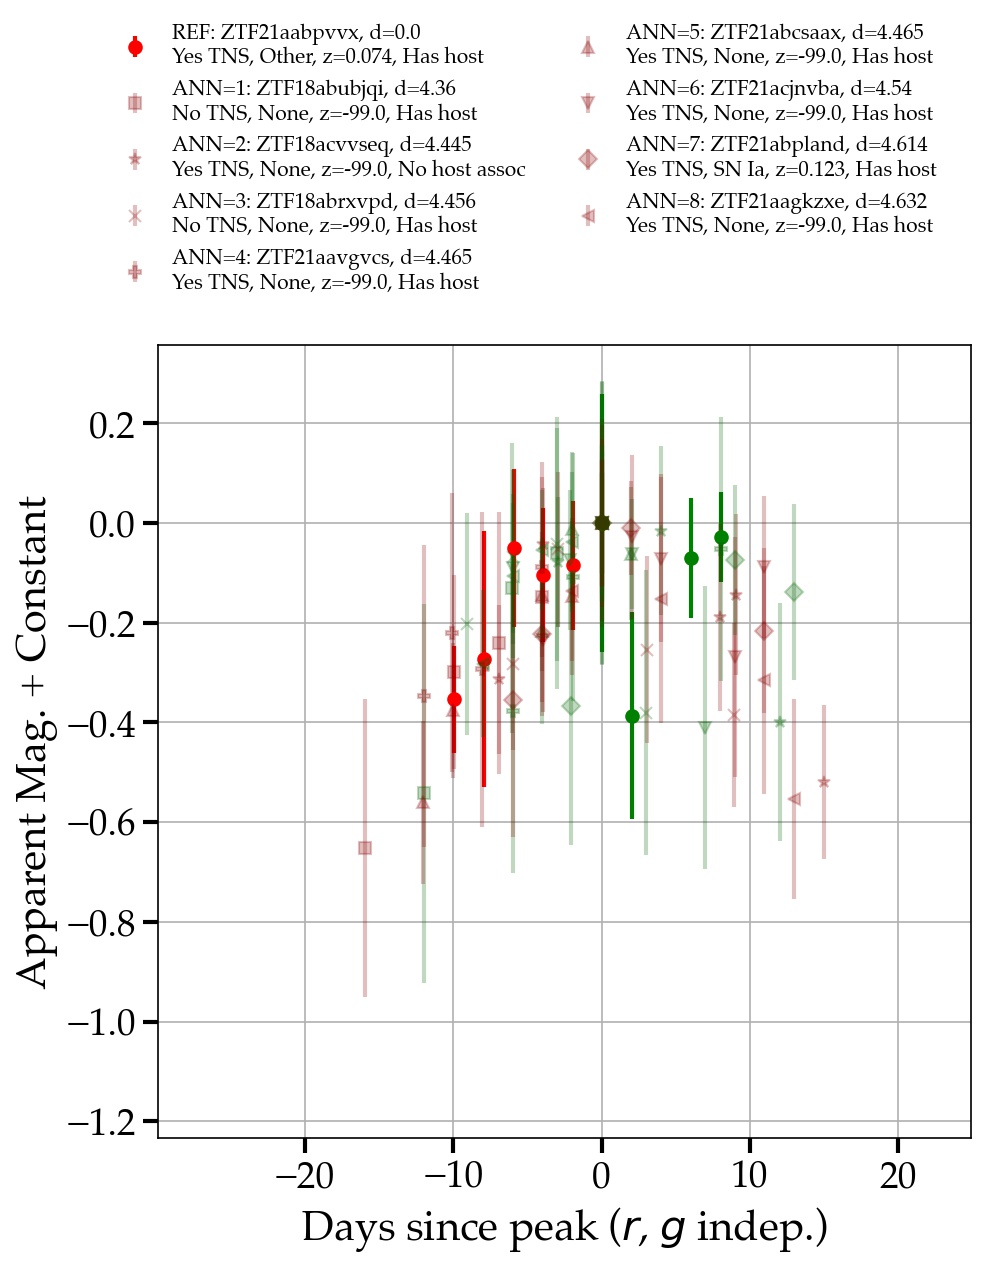 REF: ZTF21aabpvvx, d=0.0
Yes TNS, Other, z=0.074, Has host
ANN=1: ZTF18abubjqi, d=4.36
No TNS, None, z=-99.0, Has host
ANN=2: ZTF18acvvseq, d=4.445
Yes TNS, None, z=-99.0, No host assoc
ANN=3: ZTF18abrxvpd, d=4.456
No TNS, None, z=-99.0, Has host
ANN=4: ZTF21aavgvcs, d=4.465
Yes TNS, None, z=-99.0, Has host
ANN=5: ZTF21abcsaax, d=4.465
Yes TNS, None, z=-99.0, Has host
ANN=6: ZTF21acjnvba, d=4.54
Yes TNS, None, z=-99.0, Has host
ANN=7: ZTF21abpland, d=4.614
Yes TNS, SN Ia, z=0.123, Has host
ANN=8: ZTF21aagkzxe, d=4.632
Yes TNS, None, z=-99.0, Has host
Apparent Mag. + Constant
0.2
0.0
−0.2
−0.4
−0.6
−0.8
−1.0
−1.2
−20
−10
0
10
20
Days since peak (r, g indep.)